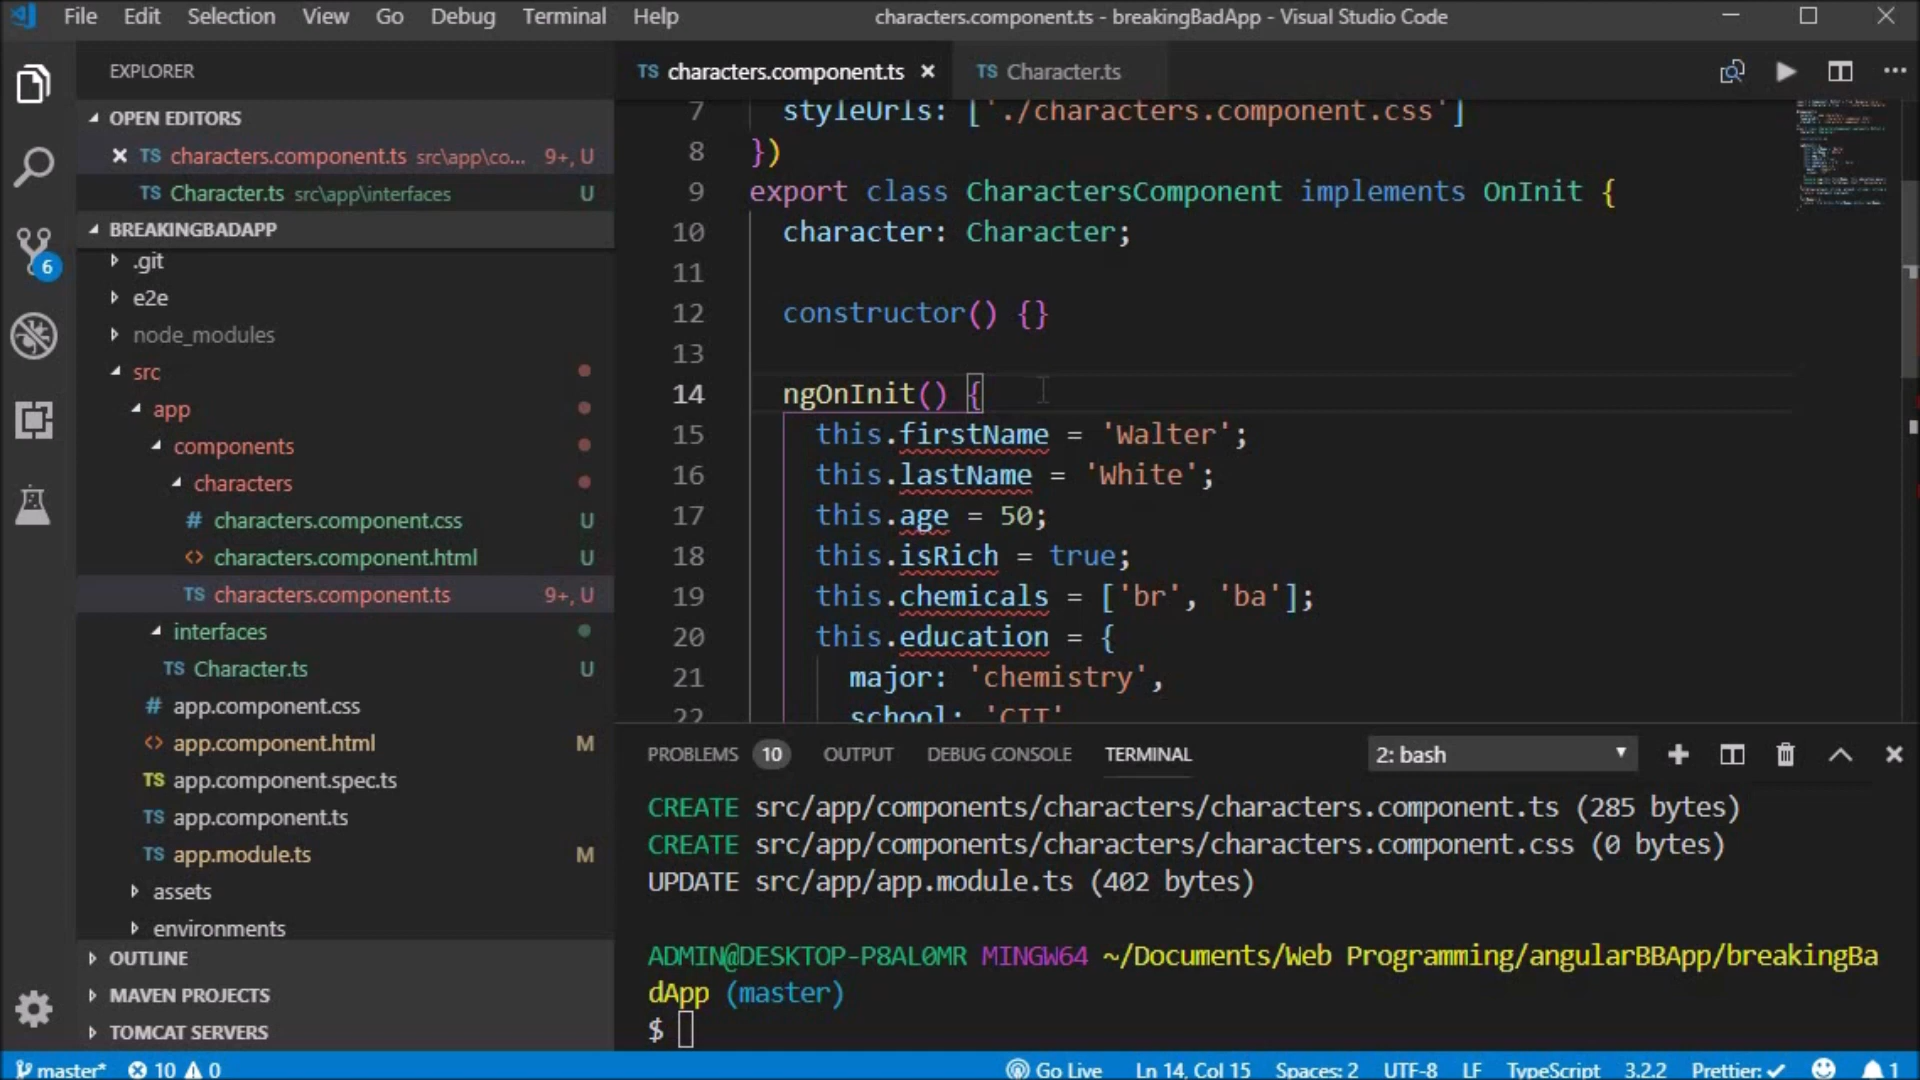 File Edit Selection View Go Debug Terminal Help characters.component.ts - breakingBadApp - Visual Studio Code
EXPLORER
OPEN EDITORS
TS characters.component.ts src\app\co... 9+, U
TS Character.ts src\app\interfaces U
BREAKINGBADAPP
.git
e2e
node_modules
src
app
components
characters
# characters.component.css U
<> characters.component.html U
TS characters.component.ts 9+, U
interfaces
TS Character.ts U
# app.component.css
<> app.component.html M
TS app.component.spec.ts
TS app.component.ts
TS app.module.ts M
assets
environments
OUTLINE
MAVEN PROJECTS
TOMCAT SERVERS
6
TS characters.component.ts TS Character.ts
7 styleUrls: ['./characters.component.css']
8 })
9 export class CharactersComponent implements OnInit {
10 character: Character;
11
12 constructor() {}
13
14 ngOnInit() {
15 this.firstName = 'Walter';
16 this.lastName = 'White';
17 this.age = 50;
18 this.isRich = true;
19 this.chemicals = ['br', 'ba'];
20 this.education = {
21 major: 'chemistry',
22 school: 'CIT'
PROBLEMS 10 OUTPUT DEBUG CONSOLE TERMINAL 2: bash
CREATE src/app/components/characters/characters.component.ts (285 bytes)
CREATE src/app/components/characters/characters.component.css (0 bytes)
UPDATE src/app/app.module.ts (402 bytes)
ADMIN@DESKTOP-P8AL0MR MINGW64 ~/Documents/Web Programming/angularBBApp/breakingBa
dApp (master)
$
master* 10 0 Go Live Ln 14, Col 15 Spaces: 2 UTF-8 LF TypeScript 3.2.2 Prettier: ✓ 1